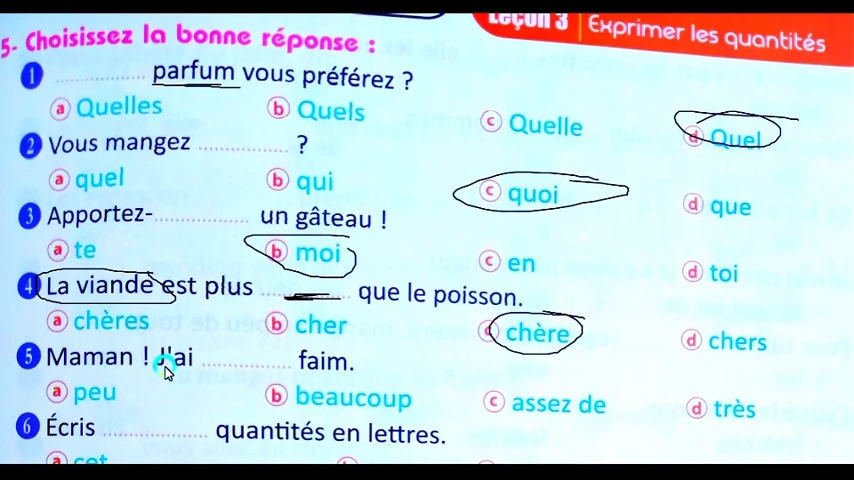 Leçon 3 | Exprimer les quantités
5- Choisissez la bonne réponse :
1 .................. parfum vous préférez ?
a Quelles b Quels c Quelle d Quel
2 Vous mangez .................. ?
a quel b qui c quoi d que
3 Apportez-.................. un gâteau !
a te b moi c en d toi
4 La viande est plus .................. que le poisson.
a chères b cher c chère d chers
5 Maman ! J'ai .................. faim.
a peu b beaucoup c assez de d très
6 Écris .................. quantités en lettres.
a cet